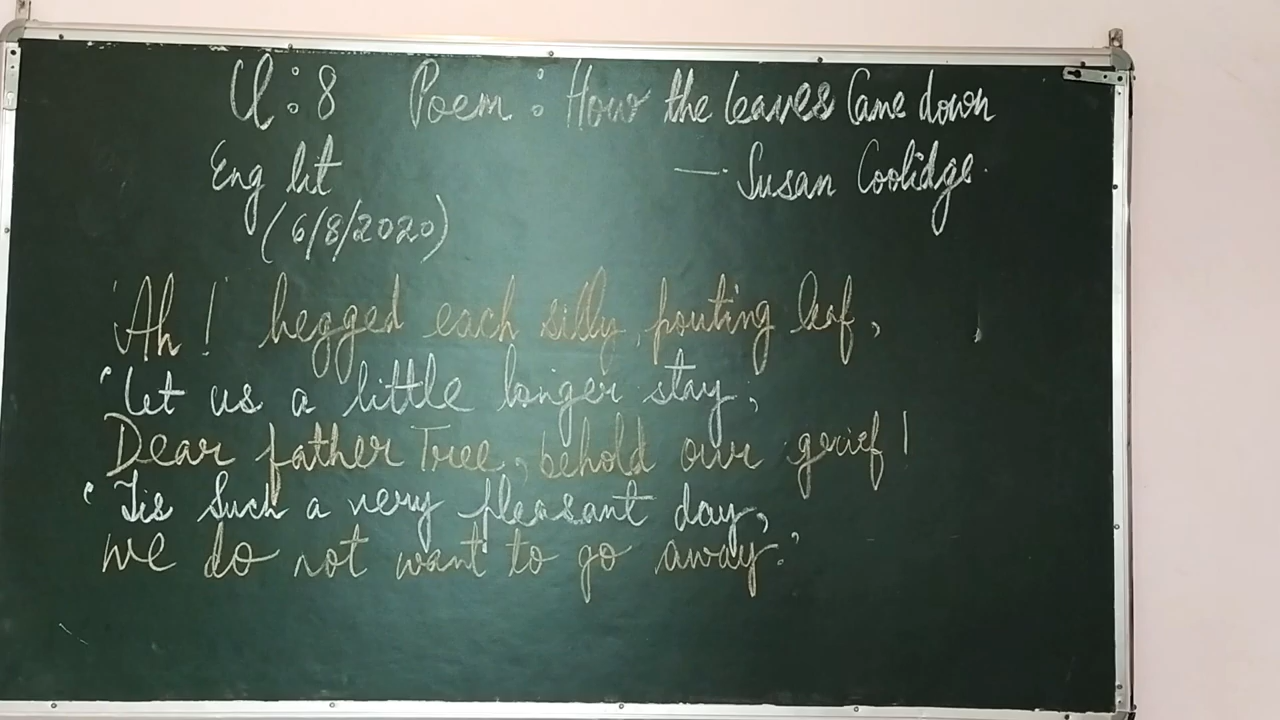 Cl:8 Poem: How the leaves Came down
Eng lit — Susan Coolidge.
(6/8/2020)
'Ah!' hegged each silly, pouting leaf,
'Let us a little longer stay;
Dear father Tree, behold our grief!
'Tis Such a very pleasant day,
We do not want to go away.'